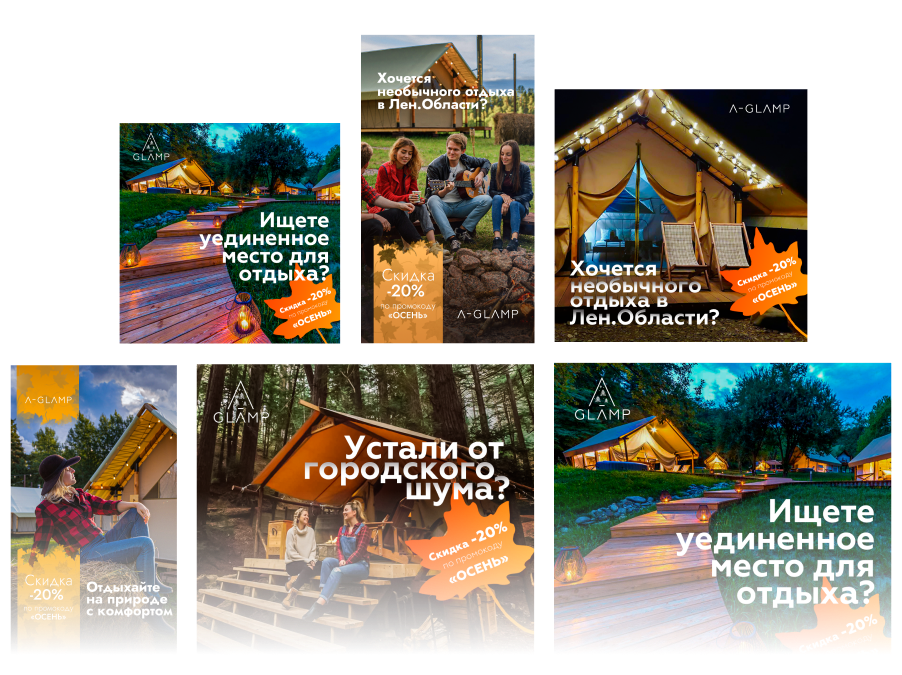 GLAMP
Ищете
уединенное
место для
отдыха?
Скидка -20%
по промокоду
«ОСЕНЬ»
Хочется
необычного отдыха
в Лен.Области?
Скидка
-20%
по промокоду
«ОСЕНЬ»
A-GLAMP
A-GLAMP
Хочется
необычного
отдыха в
Лен.Области?
Скидка -20%
по промокоду
«ОСЕНЬ»
A-GLAMP
Скидка
-20%
по промокоду
«ОСЕНЬ»
Отдыхайте
на природе
с комфортом
GLAMP
Устали от
городского
шума?
Скидка -20%
по промокоду
«ОСЕНЬ»
GLAMP
Ищете
уединенное
место для
отдыха?
Скидка -20%